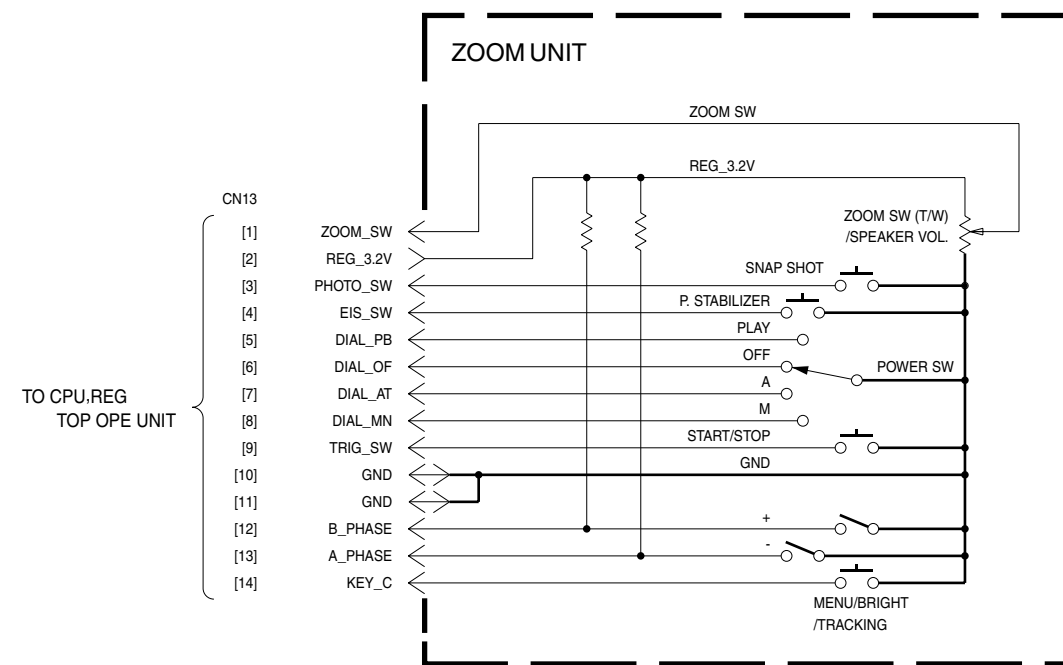 ZOOM UNIT
ZOOM SW
REG_3.2V
CN13
ZOOM SW (T/W)
/SPEAKER VOL.
[1] ZOOM_SW
[2] REG_3.2V
SNAP SHOT
[3] PHOTO_SW
P. STABILIZER
[4] EIS_SW
PLAY
[5] DIAL_PB
OFF
[6] DIAL_OF
POWER SW
A
[7] DIAL_AT
TO CPU,REG
TOP OPE UNIT
M
[8] DIAL_MN
START/STOP
[9] TRIG_SW
GND
[10] GND
[11] GND
+
[12] B_PHASE
-
[13] A_PHASE
[14] KEY_C
MENU/BRIGHT
/TRACKING